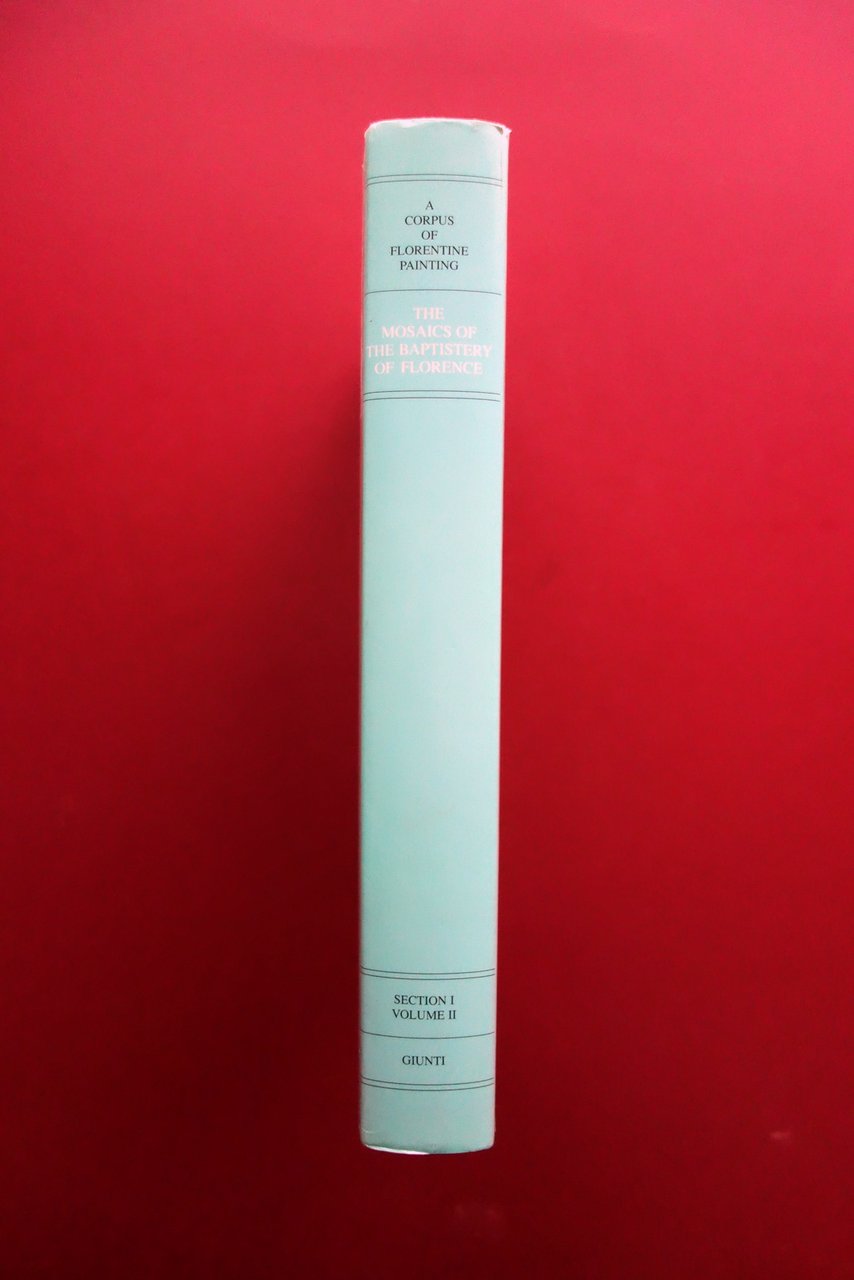 A
CORPUS
OF
FLORENTINE
PAINTING
THE
MOSAICS OF
THE BAPTISTERY
OF FLORENCE
SECTION I
VOLUME II
GIUNTI